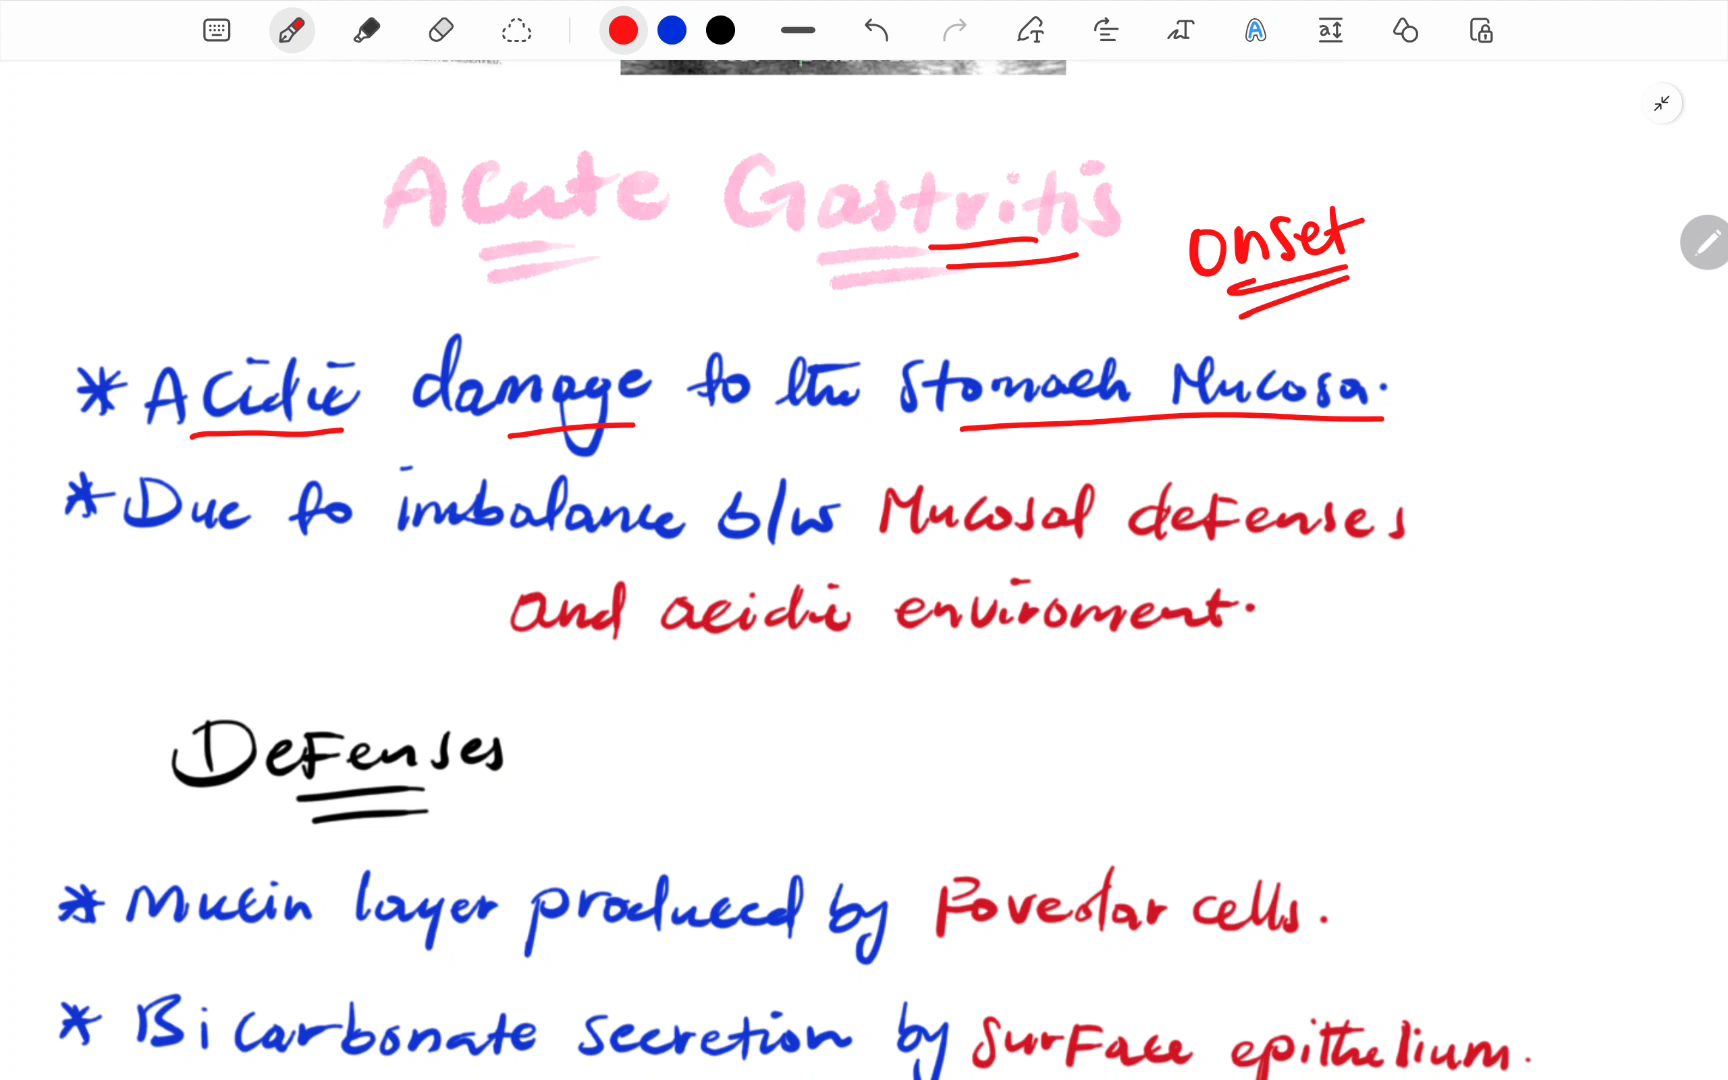 Acute Gastritis
onset
* Acidic damage to the stomach Mucosa.
* Due to imbalance b/w Mucosal defenses
and acidic enviroment.
Defenses
* Mucin layer produced by Foveolar cells.
* Bicarbonate secretion by surface epithelium.